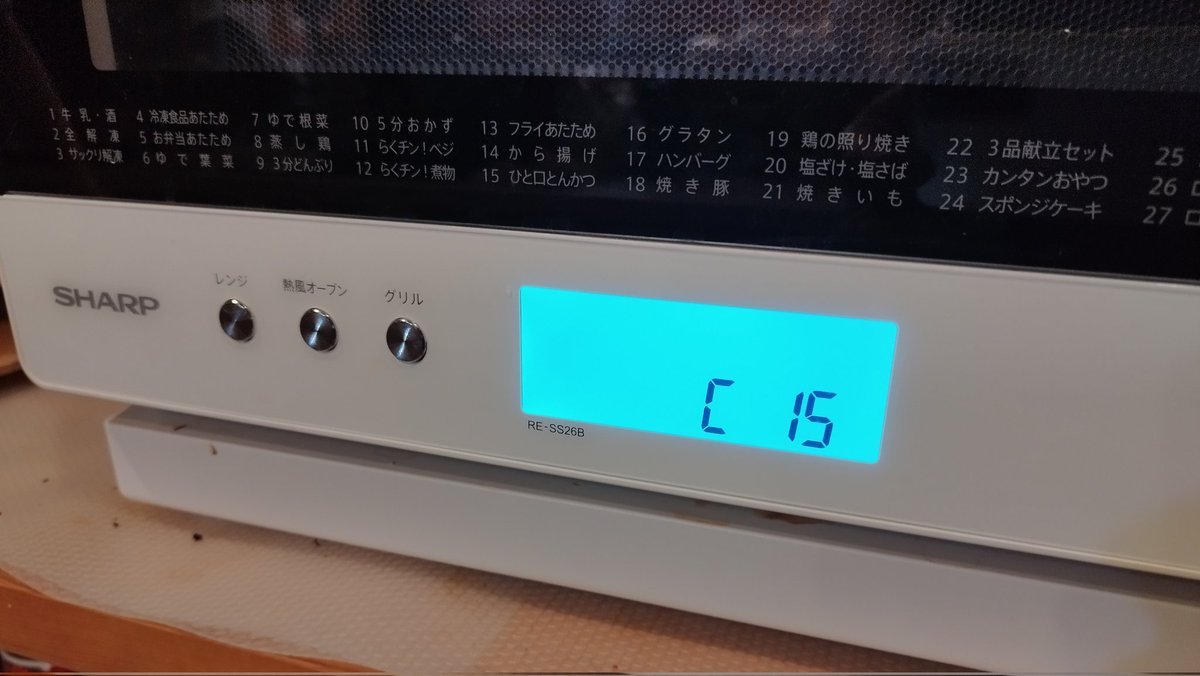 1 牛乳・酒 4 冷凍食品あたため 7 ゆで根菜 10 5分おかず 13 フライあたため 16 グラタン 19 鶏の照り焼き 22 3品献立セット 25
2 全解凍 5 お弁当あたため 8 蒸し鶏 11 らくチン!ベジ 14 から揚げ 17 ハンバーグ 20 塩ざけ・塩さば 23 カンタンおやつ 26
3 サックリ解凍 6 ゆで葉菜 9 3分どんぶり 12 らくチン!煮物 15 ひと口とんかつ 18 焼き豚 21 焼きいも 24 スポンジケーキ 27
SHARP
レンジ 熱風オーブン グリル
C 15
RE-SS26B